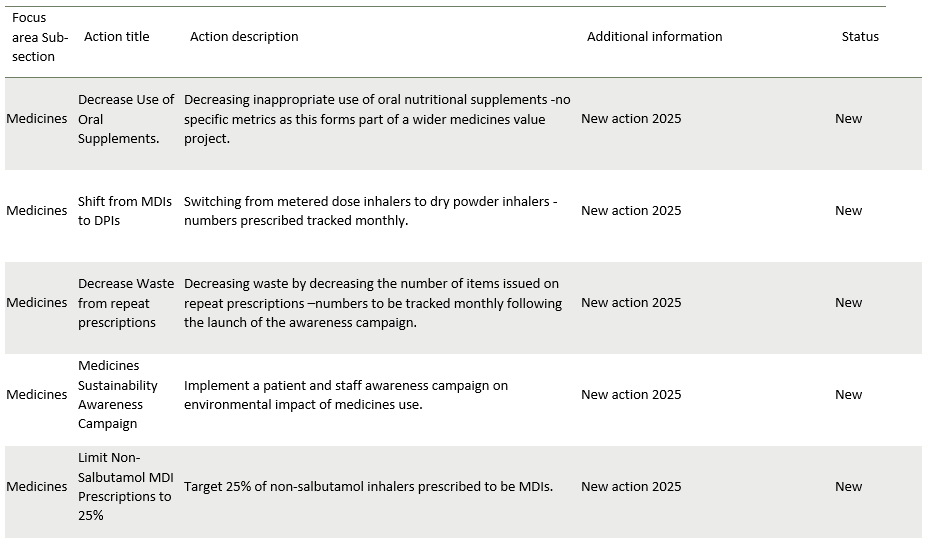 Focus
area Sub-
section
Action title
Action description
Additional information
Status
Medicines
Decrease Use of
Oral
Supplements.
Decreasing inappropriate use of oral nutritional supplements -no
specific metrics as this forms part of a wider medicines value
project.
New action 2025
New
Medicines
Shift from MDIs
to DPIs
Switching from metered dose inhalers to dry powder inhalers -
numbers prescribed tracked monthly.
New action 2025
New
Medicines
Decrease Waste
from repeat
prescriptions
Decreasing waste by decreasing the number of items issued on
repeat prescriptions –numbers to be tracked monthly following
the launch of the awareness campaign.
New action 2025
New
Medicines
Medicines
Sustainability
Awareness
Campaign
Implement a patient and staff awareness campaign on
environmental impact of medicines use.
New action 2025
New
Medicines
Limit Non-
Salbutamol MDI
Prescriptions to
25%
Target 25% of non-salbutamol inhalers prescribed to be MDIs.
New action 2025
New